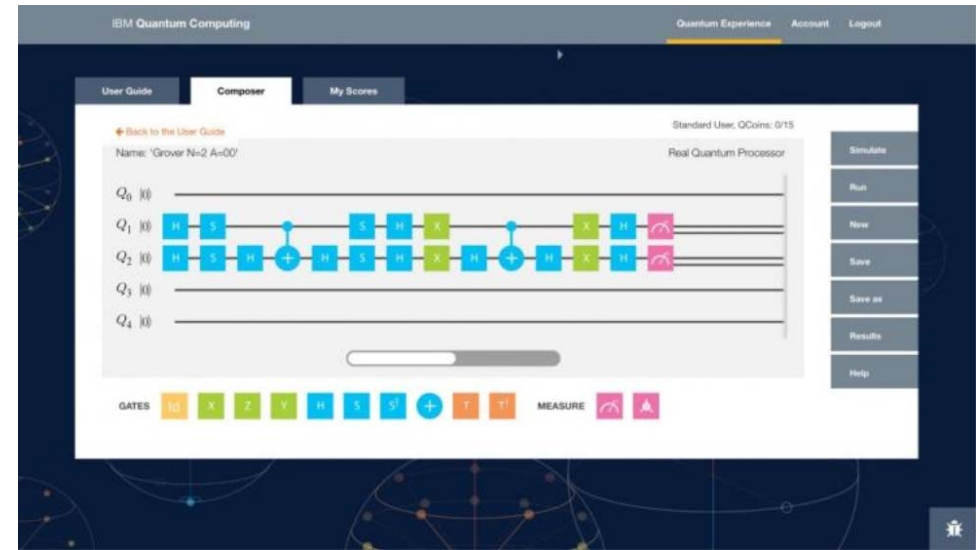 IBM Quantum Computing
Quantum Experience Account Logout
User Guide Composer My Scores
Standard User, QCoins: 0/15
Back to the User Guide
Name: 'Grover N=2 A=00'
Real Quantum Processor
Q0 |0⟩
Q1 |0⟩ H S S H X X H
Q2 |0⟩ H S H + H S H X H + H X H
Q3 |0⟩
Q4 |0⟩
GATES Id X Z Y H S S† + T T† MEASURE
Simulate
Run
New
Save
Save as
Results
Help